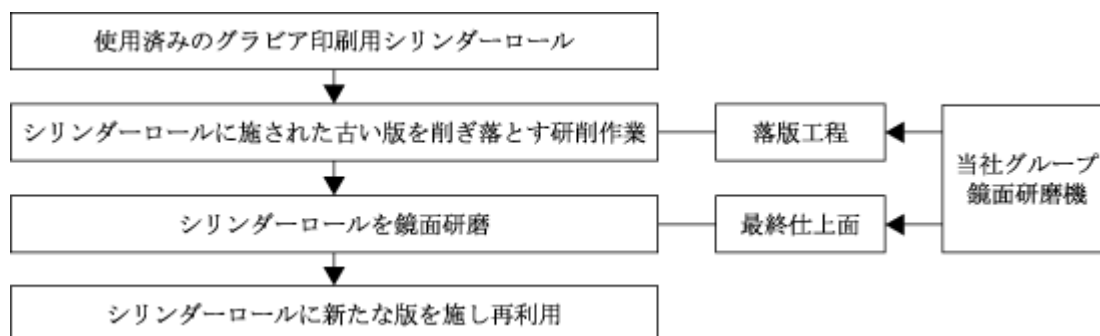 使用済みのグラビア印刷用シリンダーロール
シリンダーロールに施された古い版を削ぎ落とす研削作業
落版工程
当社グループ
鏡面研磨機
シリンダーロールを鏡面研磨
最終仕上面
シリンダーロールに新たな版を施し再利用